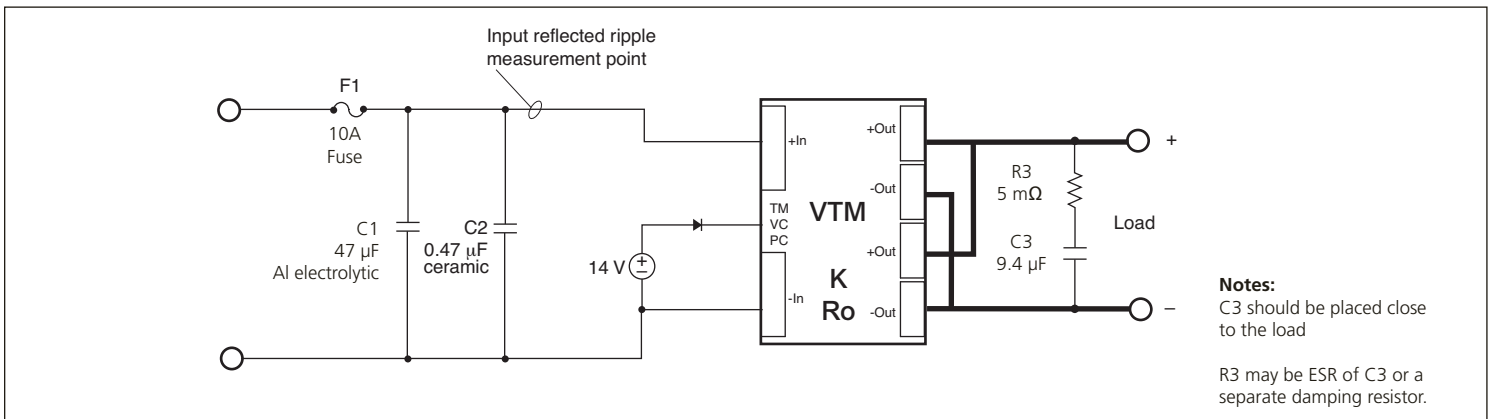 Input reflected ripple
measurement point
F1
10A
Fuse
C1
47 µF
Al electrolytic
C2
0.47 µF
ceramic
14 V
+In
TM
VC
PC
-In
VTM
K
Ro
+Out
-Out
+Out
-Out
R3
5 mΩ
C3
9.4 µF
+
Load
–
Notes:
C3 should be placed close
to the load
R3 may be ESR of C3 or a
separate damping resistor.